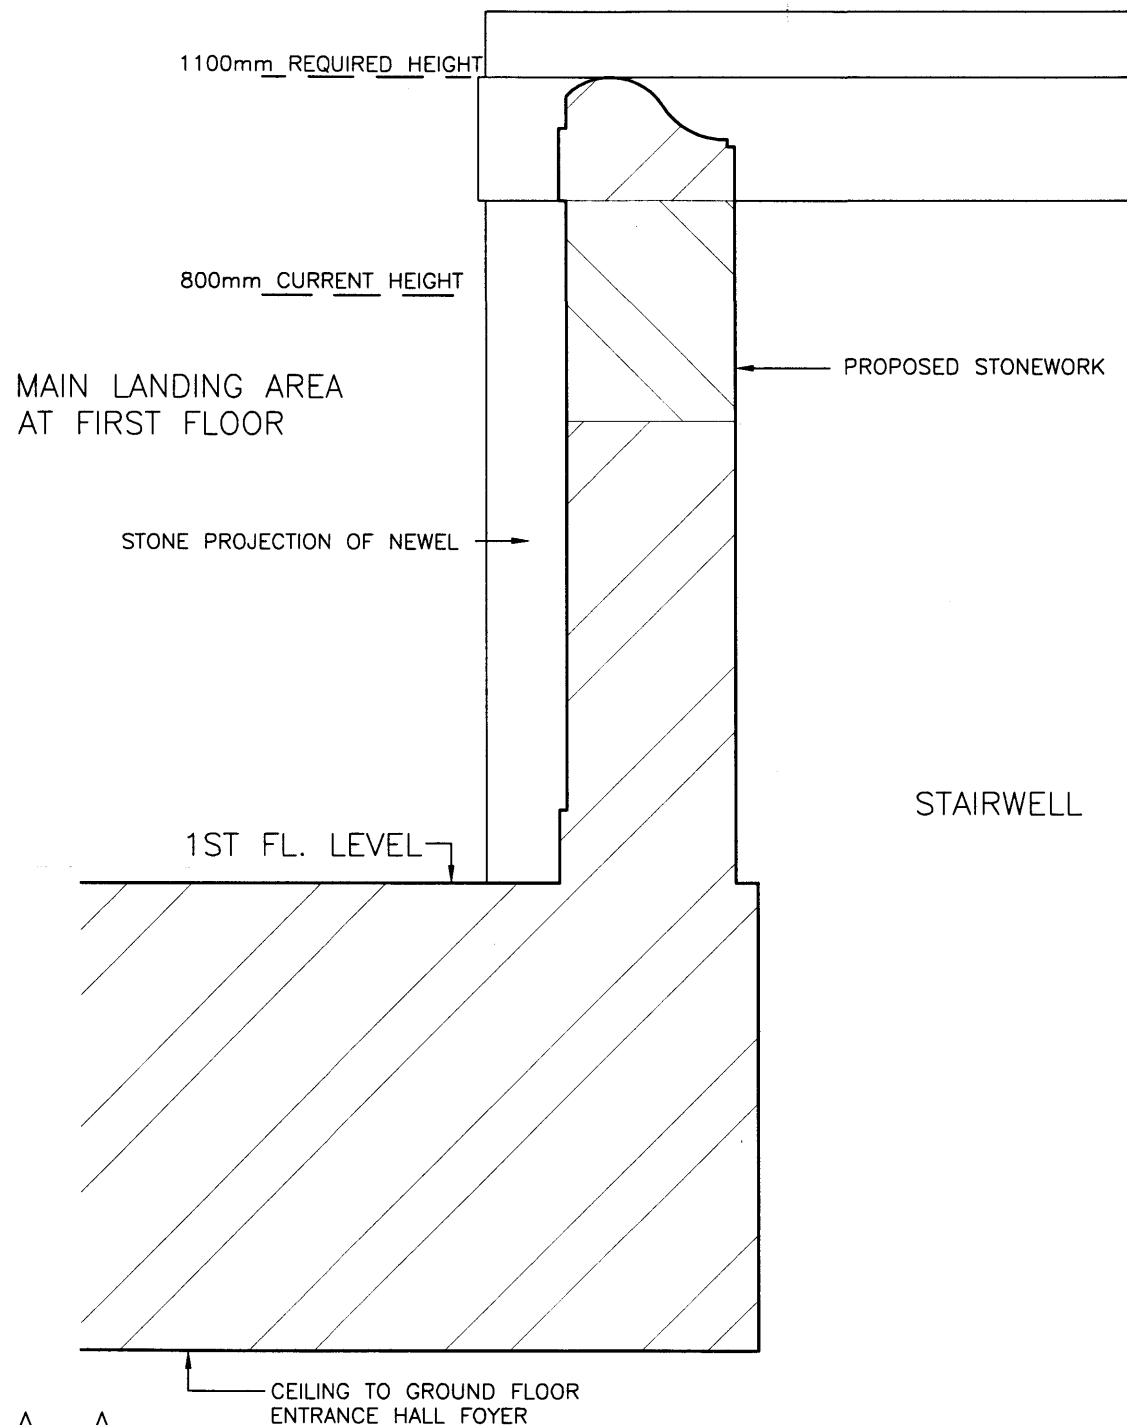 1100mm REQUIRED HEIGHT
800mm CURRENT HEIGHT
PROPOSED STONEWORK
MAIN LANDING AREA
AT FIRST FLOOR
STONE PROJECTION OF NEWEL
STAIRWELL
1ST FL. LEVEL
CEILING TO GROUND FLOOR
ENTRANCE HALL FOYER